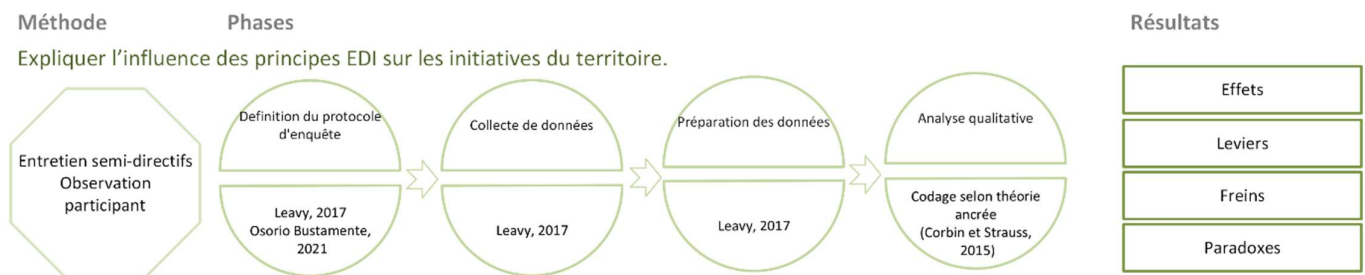 Méthode
Phases
Résultats
Expliquer l'influence des principes EDI sur les initiatives du territoire.
Entretien semi-directifs
Observation
participant
Definition du protocole
d'enquête
Leavy, 2017
Osorio Bustamente,
2021
Collecte de données
Leavy, 2017
Préparation des données
Leavy, 2017
Analyse qualitative
Codage selon théorie
ancrée
(Corbin et Strauss,
2015)
Effets
Leviers
Freins
Paradoxes